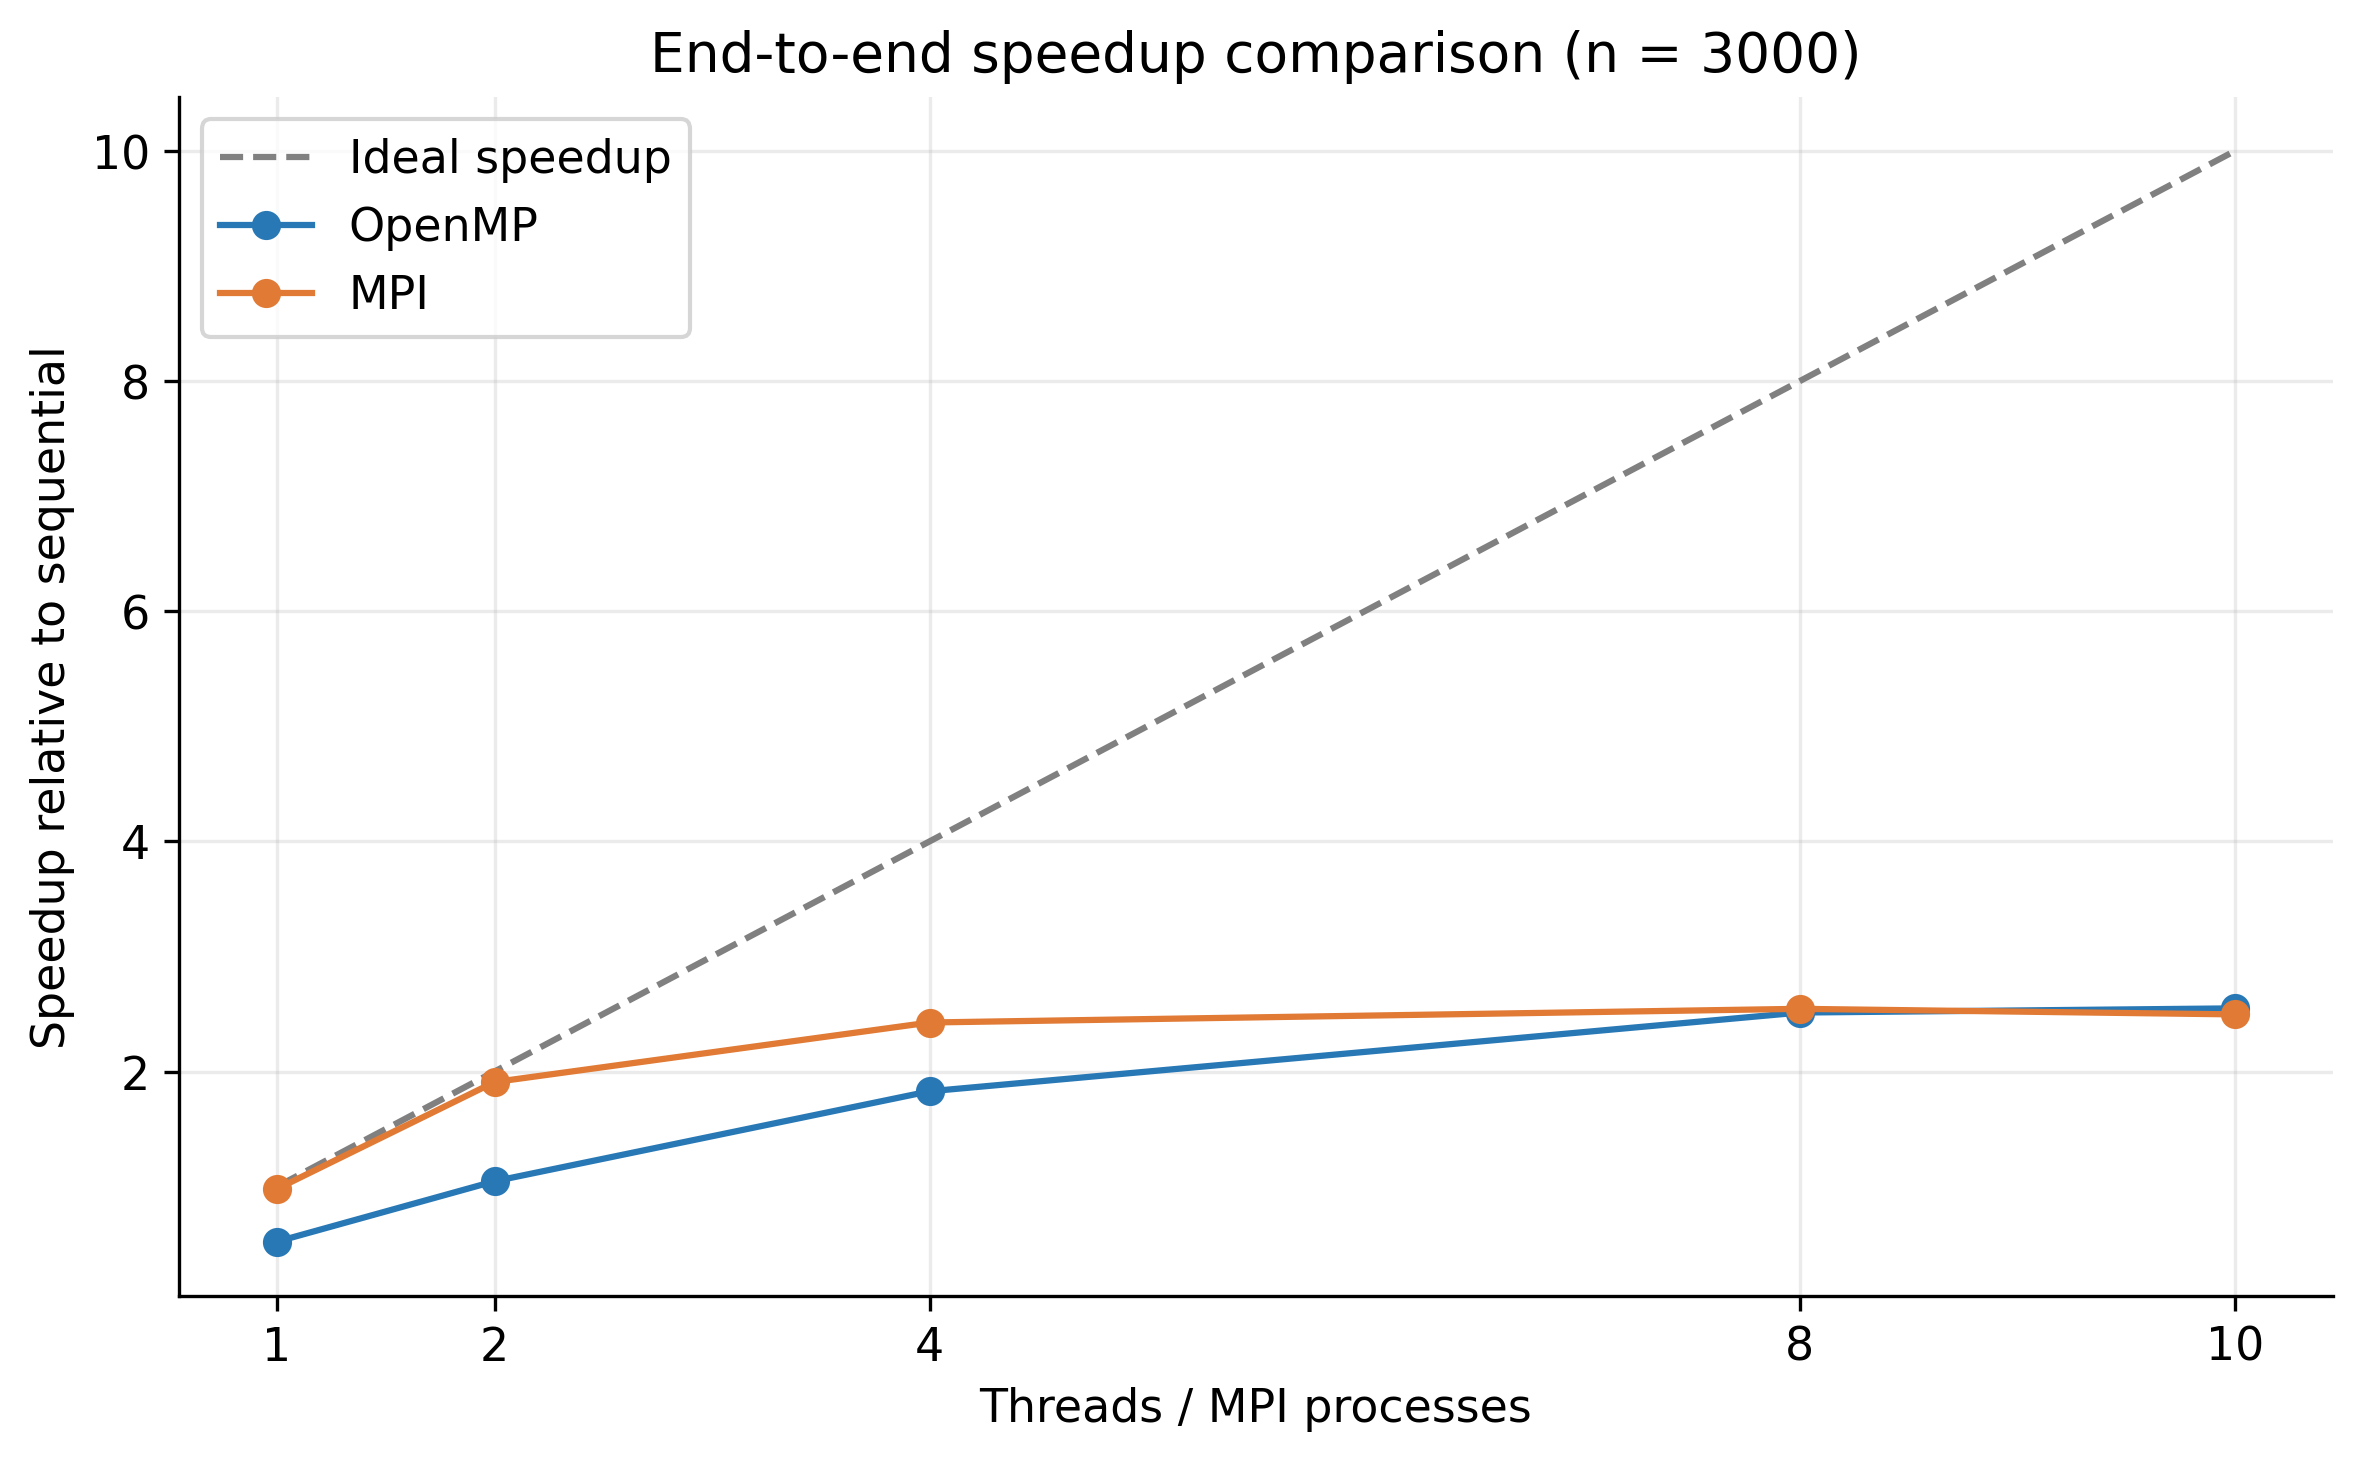 End-to-end speedup comparison (n = 3000)
Ideal speedup
OpenMP
MPI
Speedup relative to sequential
10
8
6
4
2
1 2 4 8 10
Threads / MPI processes